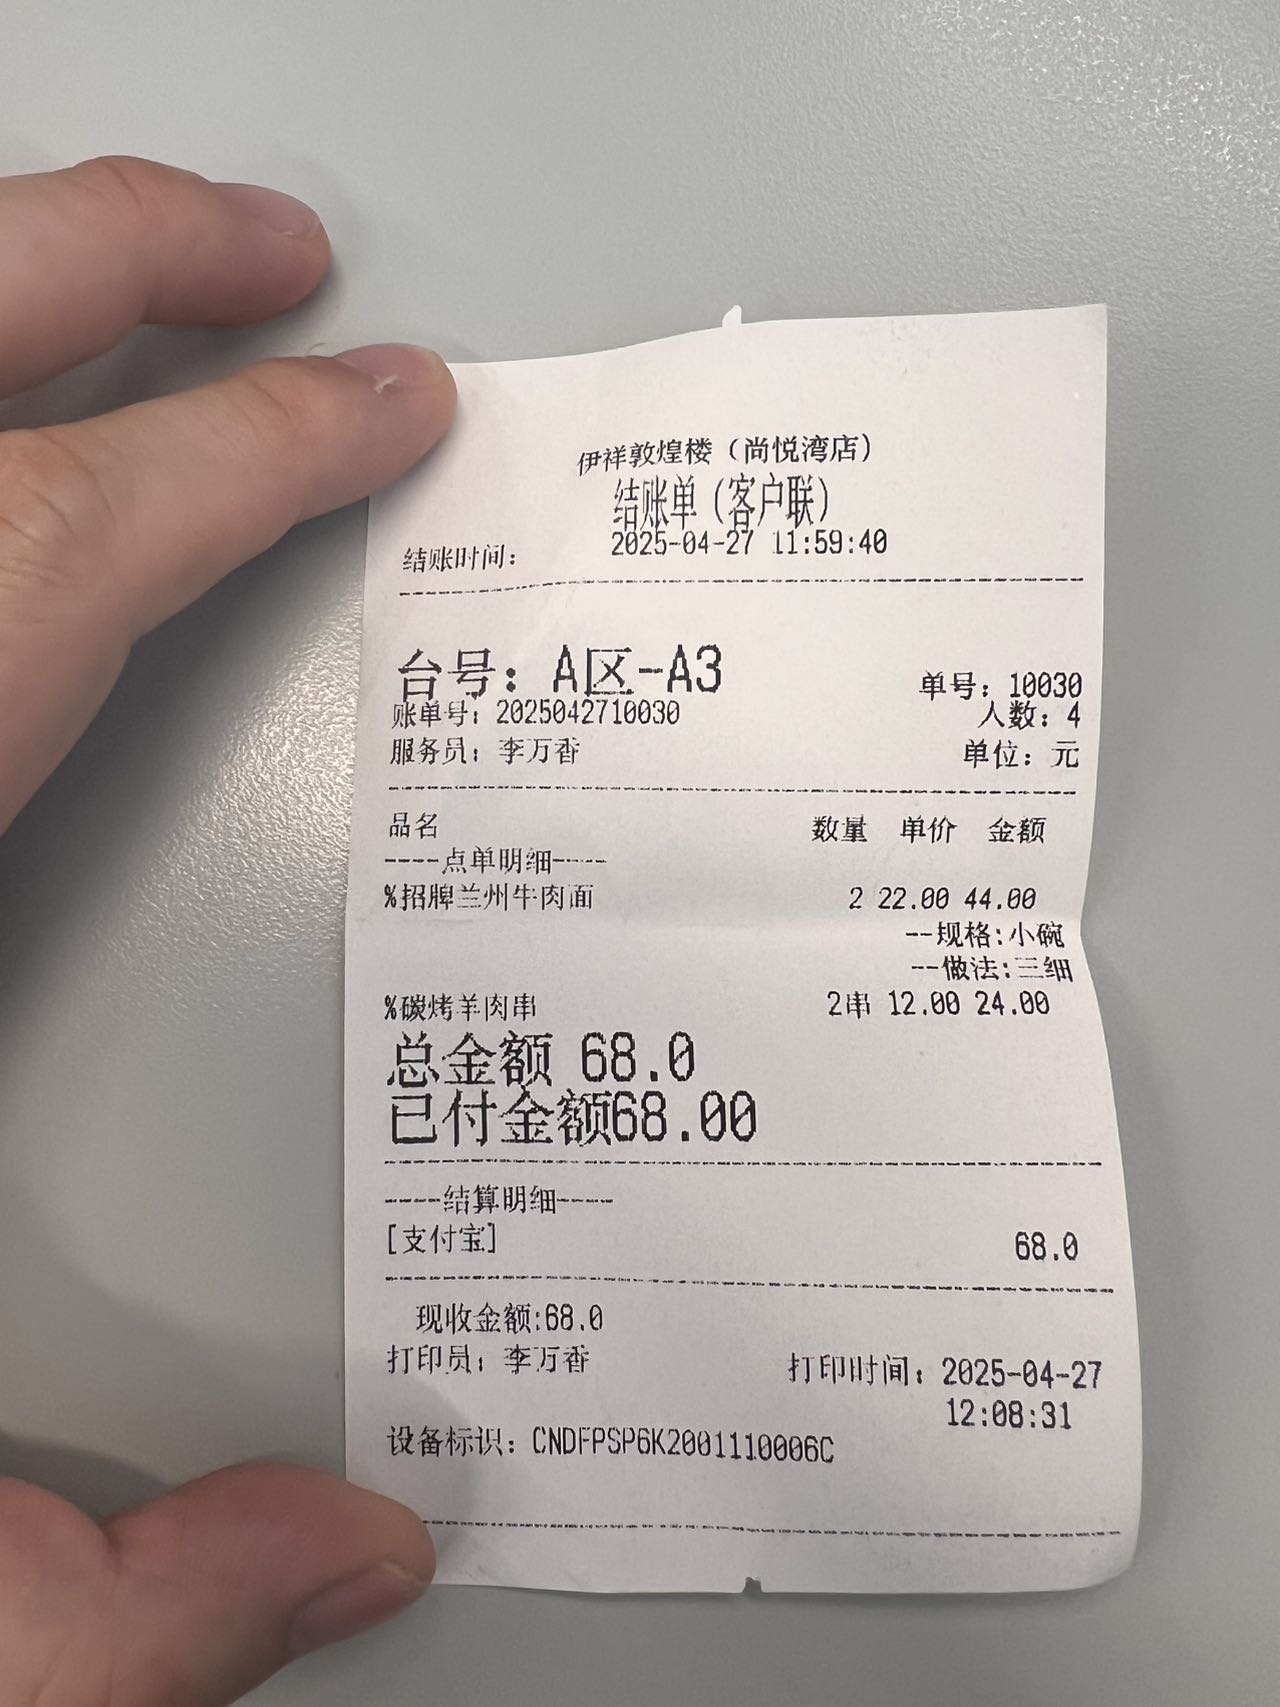 伊祥敦煌楼（尚悦湾店）
结账单（客户联）
结账时间： 2025-04-27 11:59:40
台号：A区-A3 单号：10030
账单号：2025042710030 人数：4
服务员：李万香 单位：元
品名 数量 单价 金额
----点单明细----
%招牌兰州牛肉面 2 22.00 44.00
--规格:小碗
--做法:三细
%碳烤羊肉串 2串 12.00 24.00
总金额 68.0
已付金额68.00
----结算明细----
[支付宝] 68.0
现收金额:68.0
打印员：李万香 打印时间：2025-04-27
12:08:31
设备标识：CNDFPSP6K2001110006C